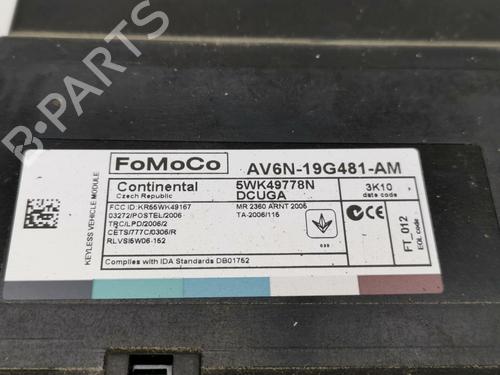 FoMoCo
AV6N-19G481-AM
Continental
Czech Republic
5WK49778N
DCUGA
3K10
date code
KEYLESS VEHICLE MODULE
FCC ID:KR55WK49167
03272/POSTEL/2006
TRC/LPD/2006/2
CETS/777C/0306/R
RLVSI5W06-152
MR 2360 ARNT 2006
TA-2006/116
FT_012
EOL code
Complies with IDA Standards DB01752
B-PARTS